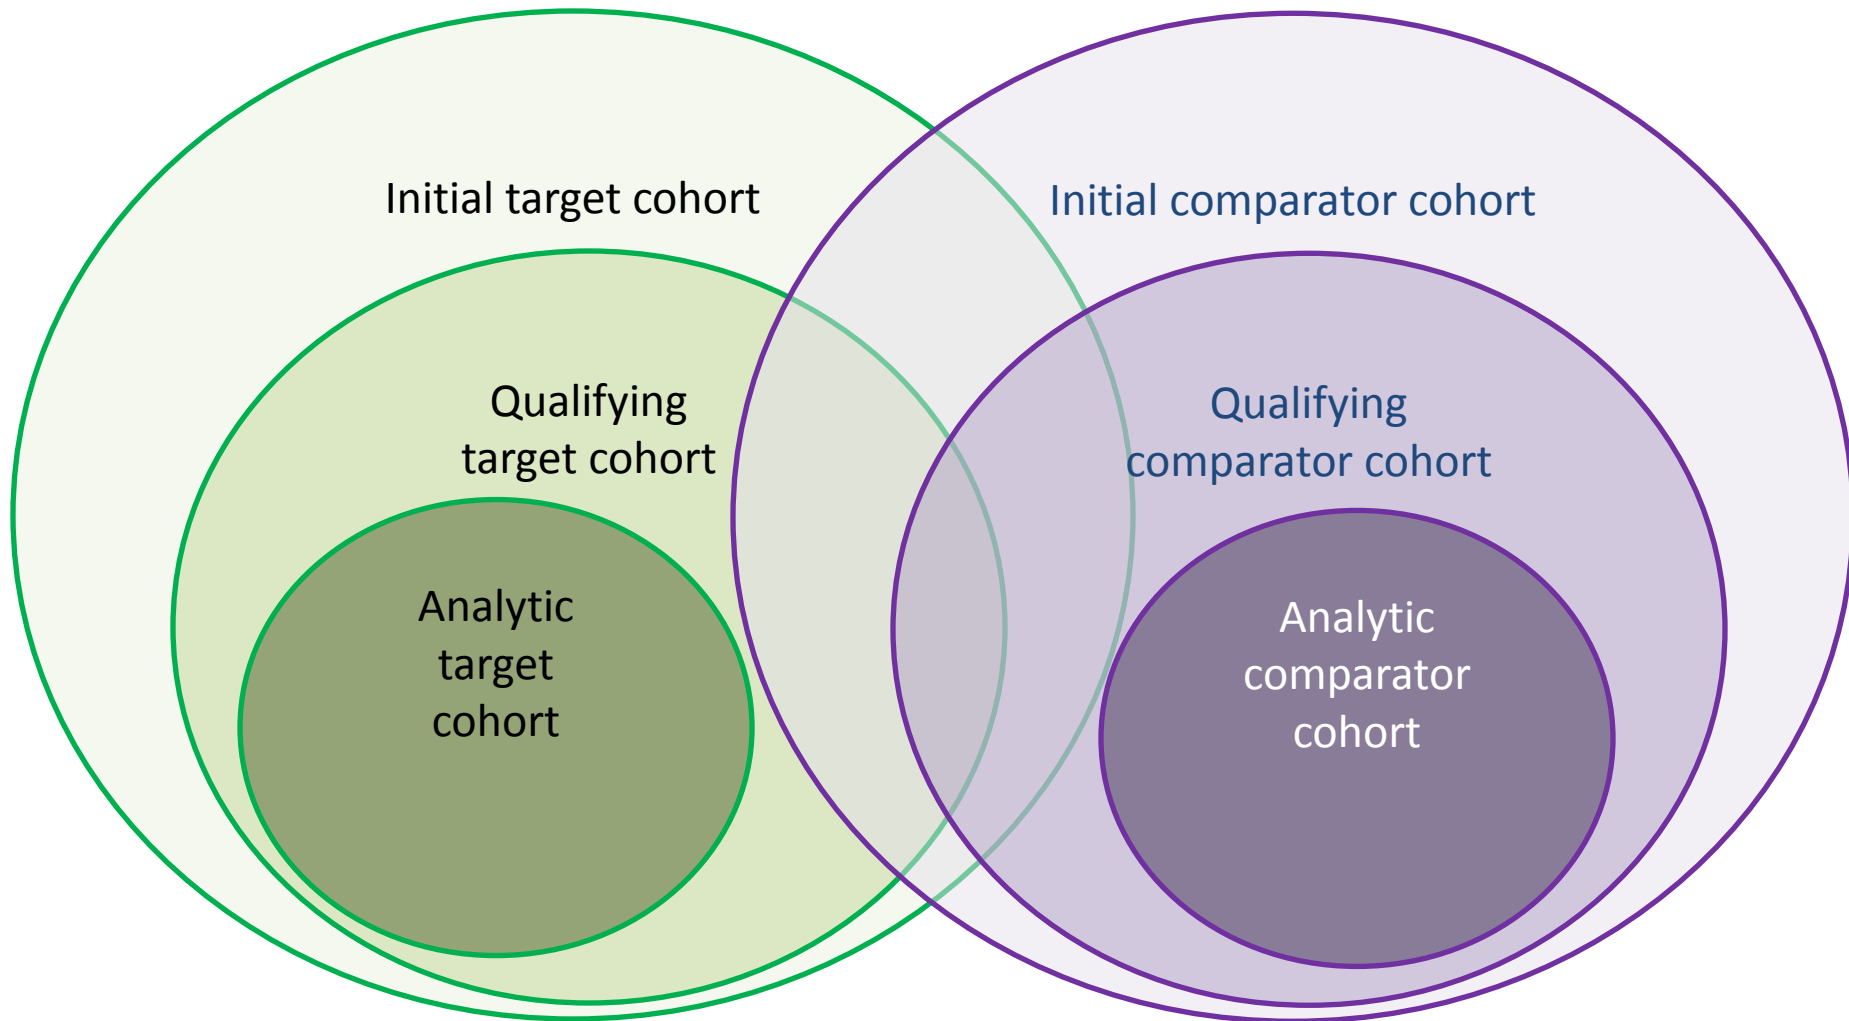 Initial target cohort
Initial comparator cohort
Qualifying
target cohort
Qualifying
comparator cohort
Analytic
target
cohort
Analytic
comparator
cohort